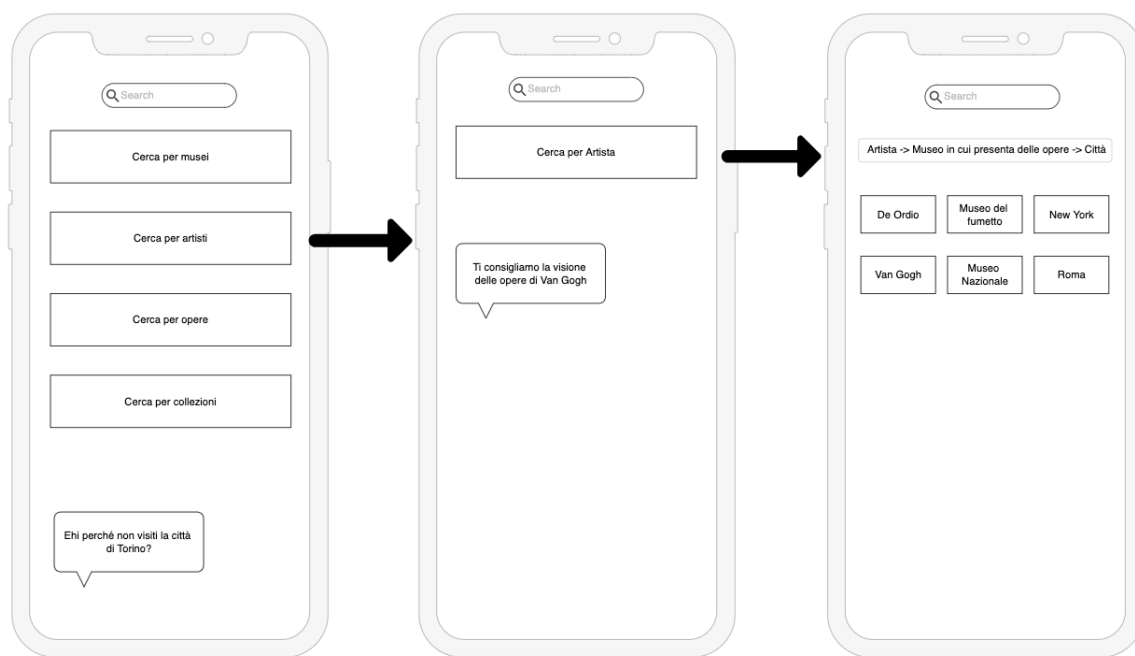 Search
Cerca per musei
Cerca per artisti
Cerca per opere
Cerca per collezioni
Ehi perché non visiti la città
di Torino?
Search
Cerca per Artista
Ti consigliamo la visione
delle opere di Van Gogh
Search
Artista -> Museo in cui presenta delle opere -> Città
De Ordio
Museo del
fumetto
New York
Van Gogh
Museo
Nazionale
Roma